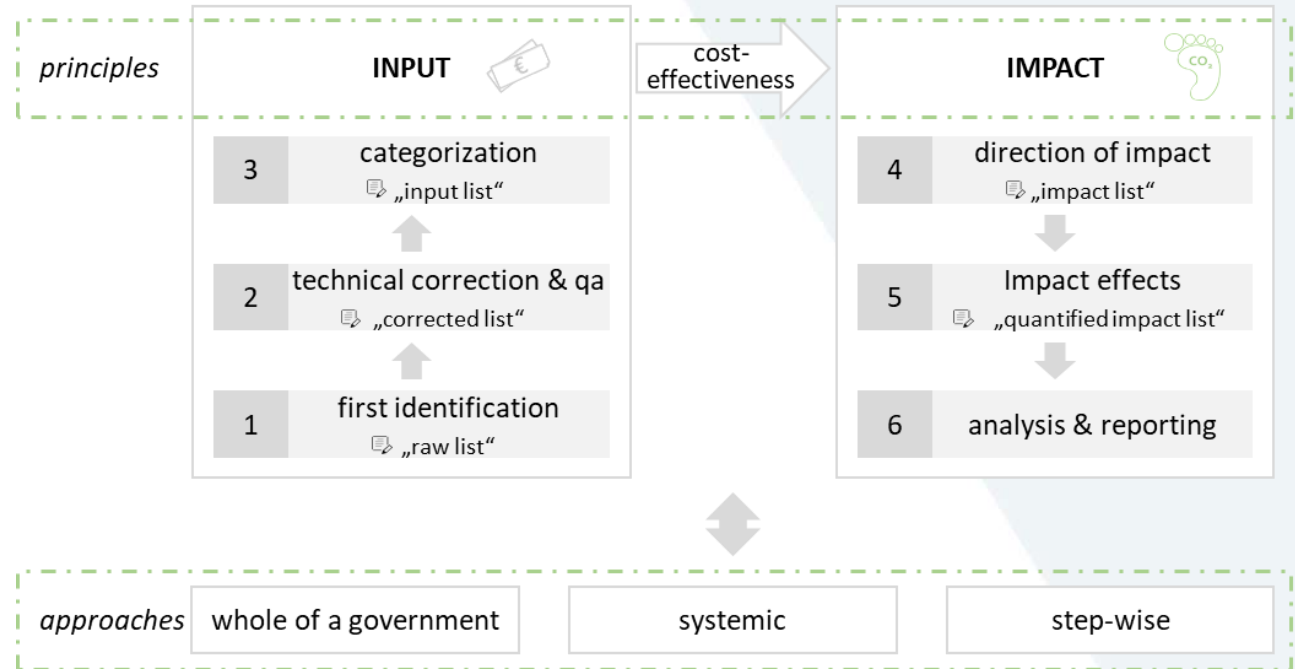 principles
INPUT
€
cost-
effectiveness
IMPACT
CO₂
3
categorization
„input list“
2
technical correction & qa
„corrected list“
1
first identification
„raw list“
4
direction of impact
„impact list“
5
Impact effects
„quantified impact list“
6
analysis & reporting
approaches
whole of a government
systemic
step-wise